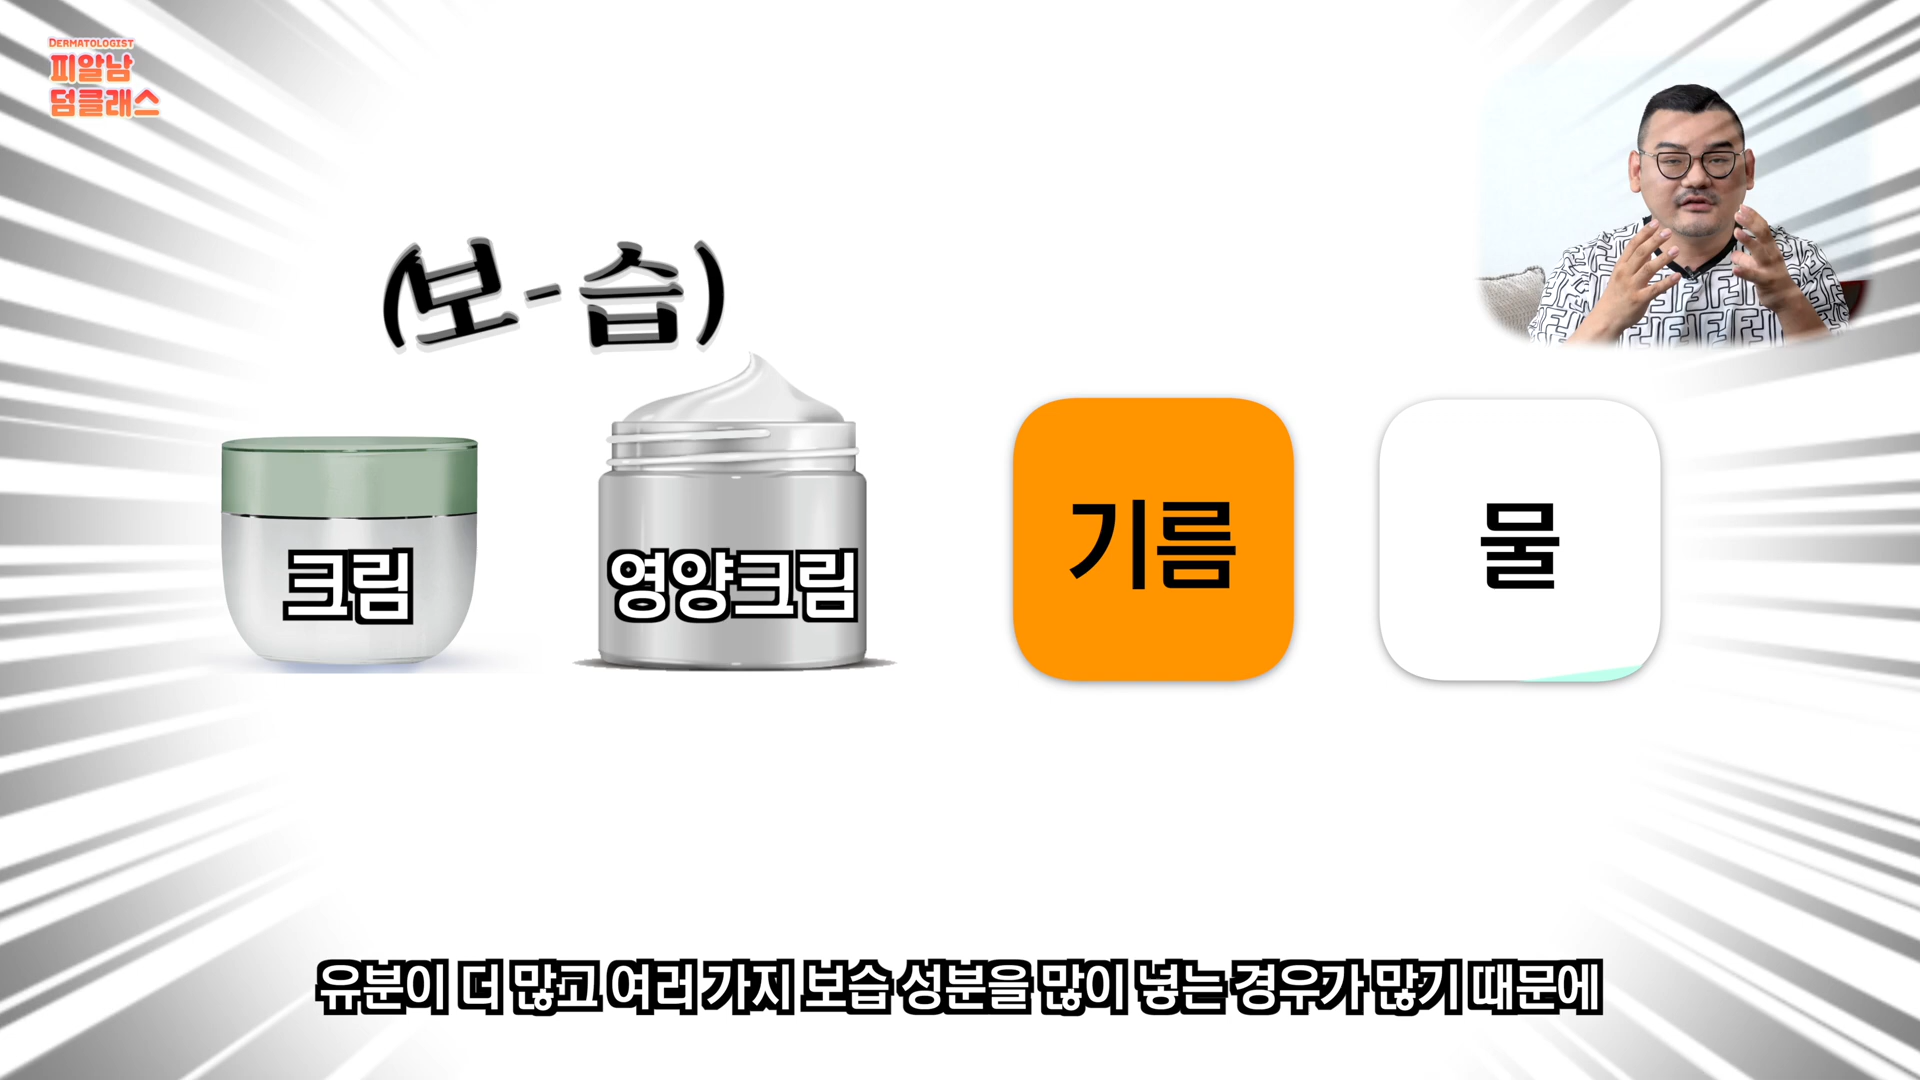 DERMATOLOGIST
피알남
덤클래스
(보-습)
크림
영양크림
기름
물
유분이 더 많고 여러 가지 보습 성분을 많이 넣는 경우가 많기 때문에